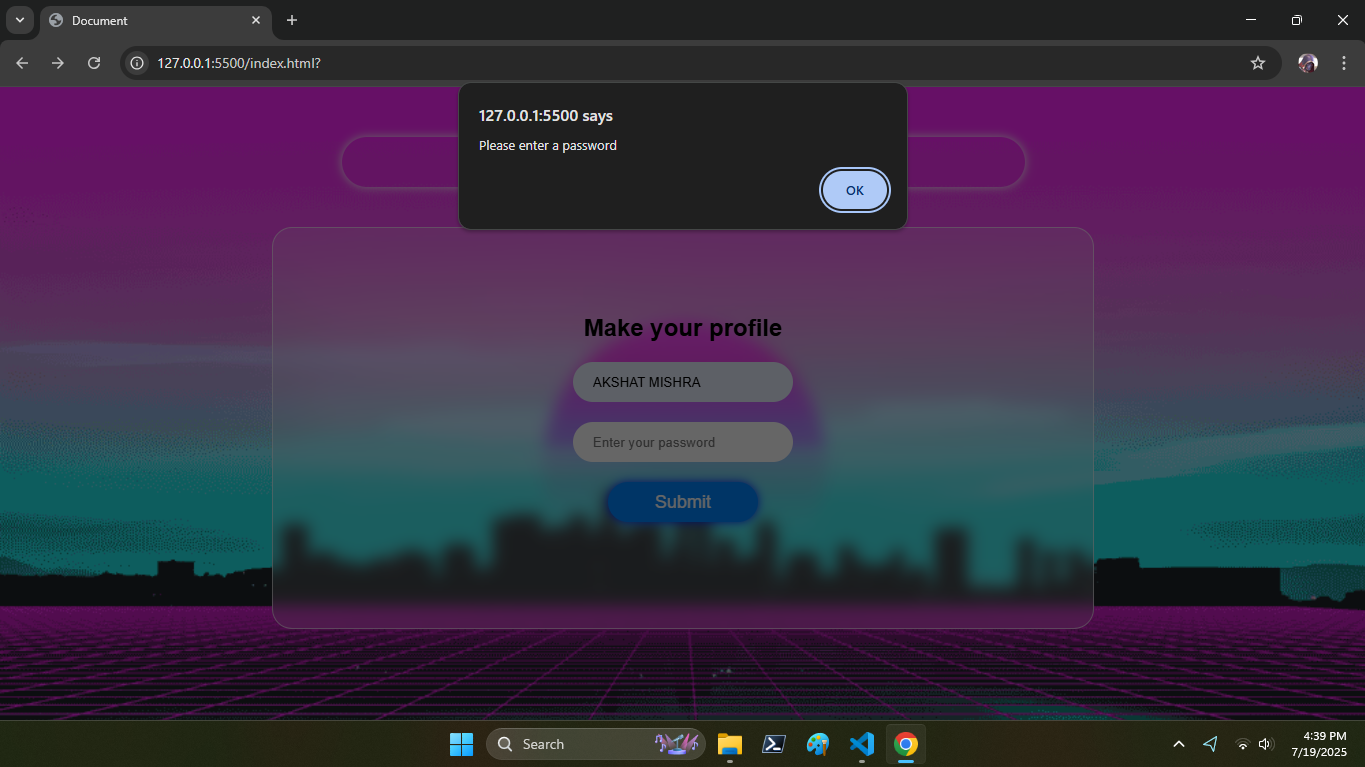 Document
127.0.0.1:5500/index.html?
127.0.0.1:5500 says
Please enter a password
OK
Make your profile
AKSHAT MISHRA
Enter your password
Submit
Search
4:39 PM
7/19/2025